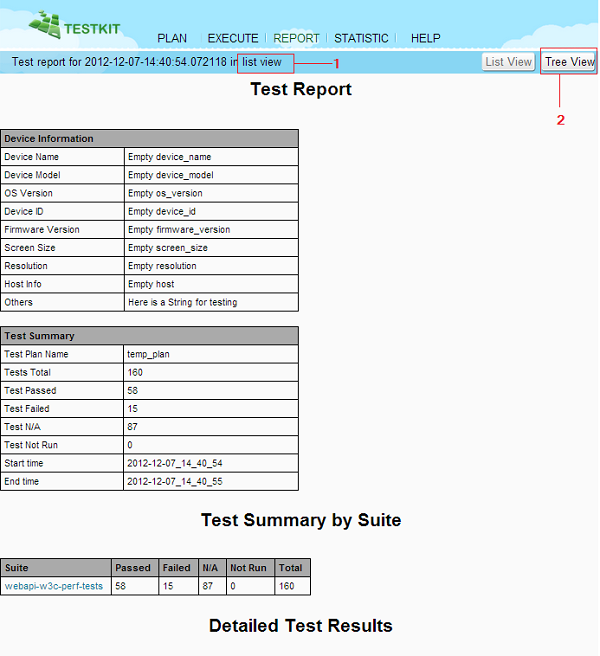 TESTKIT
PLAN EXECUTE REPORT STATISTIC HELP
Test report for 2012-12-07-14:40:54.072118 in list view 1 List View Tree View
2
Test Report
Device Information
Device Name Empty device_name
Device Model Empty device_model
OS Version Empty os_version
Device ID Empty device_id
Firmware Version Empty firmware_version
Screen Size Empty screen_size
Resolution Empty resolution
Host Info Empty host
Others Here is a String for testing
Test Summary
Test Plan Name temp_plan
Tests Total 160
Test Passed 58
Test Failed 15
Test N/A 87
Test Not Run 0
Start time 2012-12-07_14_40_54
End time 2012-12-07_14_40_55
Test Summary by Suite
Suite Passed Failed N/A Not Run Total
webapi-w3c-perf-tests 58 15 87 0 160
Detailed Test Results